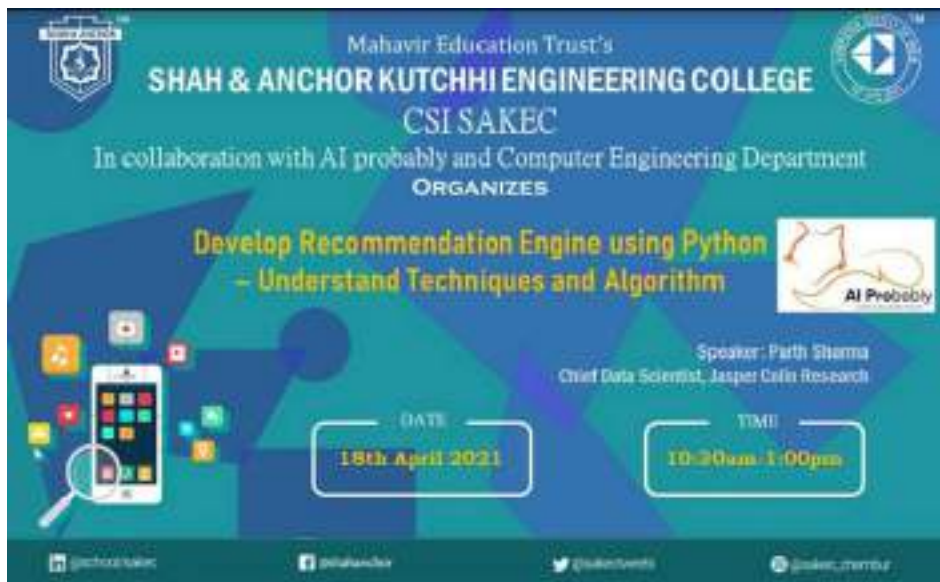 Mahavir Education Trust's
SHAH & ANCHOR KUTCHHI ENGINEERING COLLEGE
CSI SAKEC
In collaboration with AI probably and Computer Engineering Department
ORGANIZES
Develop Recommendation Engine using Python
– Understand Techniques and Algorithm
AI Probably
Speaker: Parth Sharma
Chief Data Scientist, Jasper Colin Research
DATE
18th April 2021
TIME
10:30am-1:00pm